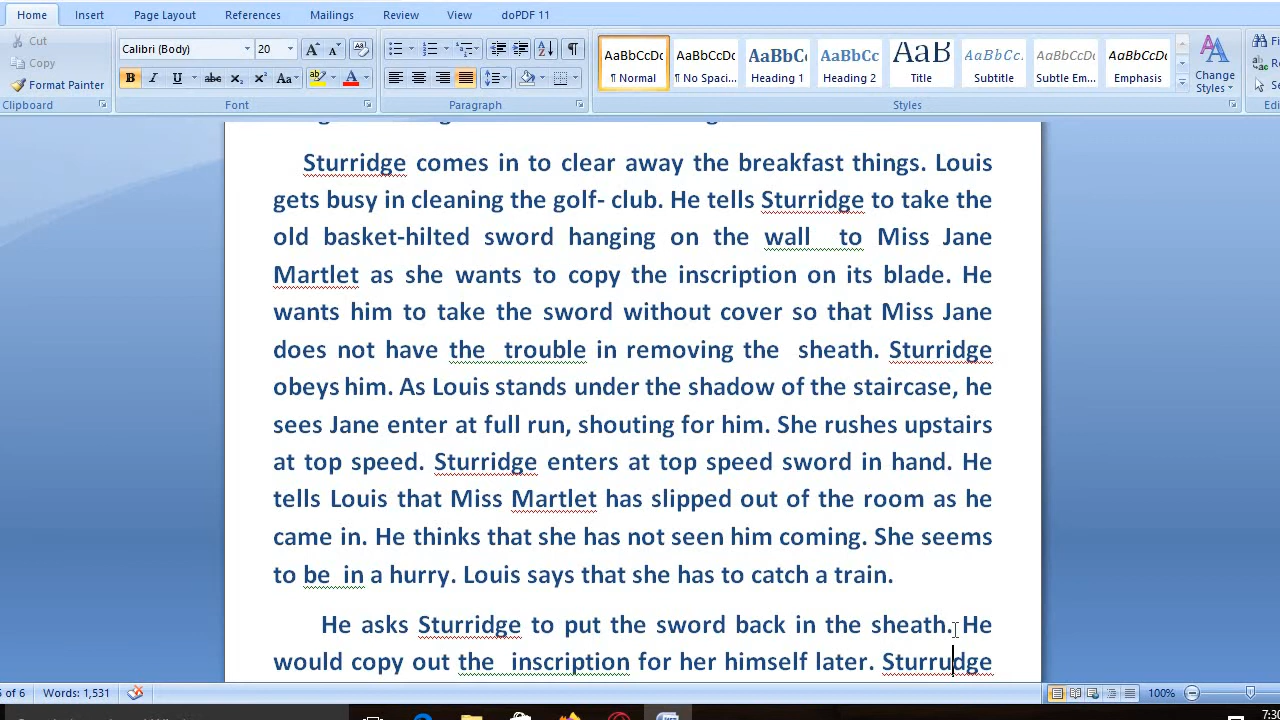 Home Insert Page Layout References Mailings Review View doPDF 11
Cut
Copy
Format Painter
Clipboard
Calibri (Body) 20
Font
Paragraph
AaBbCcDc AaBbCcDc AaBbC AaBbCc AaB AaBbCc. AaBbCcDc AaBbCcDc
¶ Normal ¶ No Spaci... Heading 1 Heading 2 Title Subtitle Subtle Em... Emphasis
Change
Styles
Styles
Sturridge comes in to clear away the breakfast things. Louis
gets busy in cleaning the golf- club. He tells Sturridge to take the
old basket-hilted sword hanging on the wall to Miss Jane
Martlet as she wants to copy the inscription on its blade. He
wants him to take the sword without cover so that Miss Jane
does not have the trouble in removing the sheath. Sturridge
obeys him. As Louis stands under the shadow of the staircase, he
sees Jane enter at full run, shouting for him. She rushes upstairs
at top speed. Sturridge enters at top speed sword in hand. He
tells Louis that Miss Martlet has slipped out of the room as he
came in. He thinks that she has not seen him coming. She seems
to be in a hurry. Louis says that she has to catch a train.
He asks Sturridge to put the sword back in the sheath. He
would copy out the inscription for her himself later. Sturrudge
of 6 Words: 1,531 100%